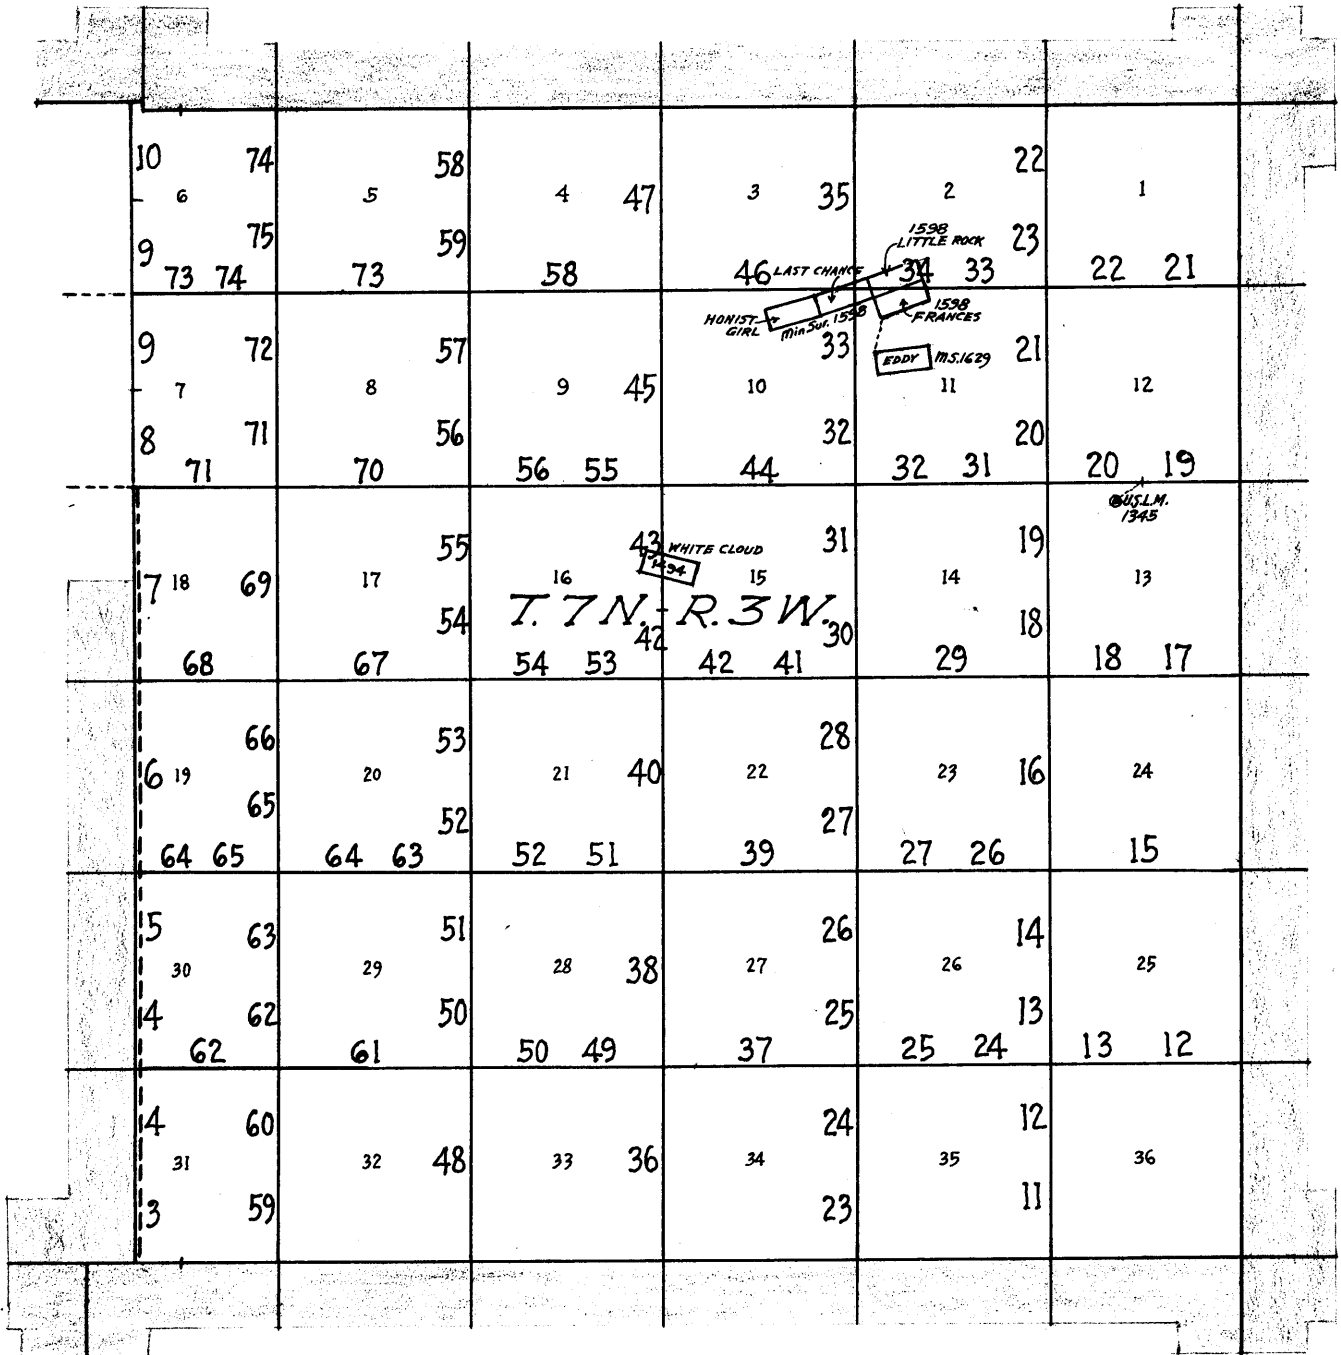 10 74 58 22
6 5 4 47 3 35 2 1
9 75 59 1598 23
LITTLE ROCK
73 74 73 58 46 LAST CHANCE 34 33 22 21
HONIST GIRL
Min Sur. 1598
1598
FRANCES
9 72 57 33 EDDY M.S.1629 21
7 8 9 45 10 11 12
8 71 56 32 20
71 70 56 55 44 32 31 20 19
U.S.L.M.
1345
55 43 WHITE CLOUD 31 19
1494
7 18 69 17 16 15 14 13
T. 7 N. - R. 3 W.
54 42 30 18
68 67 54 53 42 41 29 18 17
66 53 28
6 19 20 21 40 22 23 16 24
65 52 27
64 65 64 63 52 51 39 27 26 15
5 63 51 26 14
30 29 28 38 27 26 25
4 62 50 25 13
62 61 50 49 37 25 24 13 12
4 60 24 12
31 32 48 33 36 34 35 36
3 59 23 11